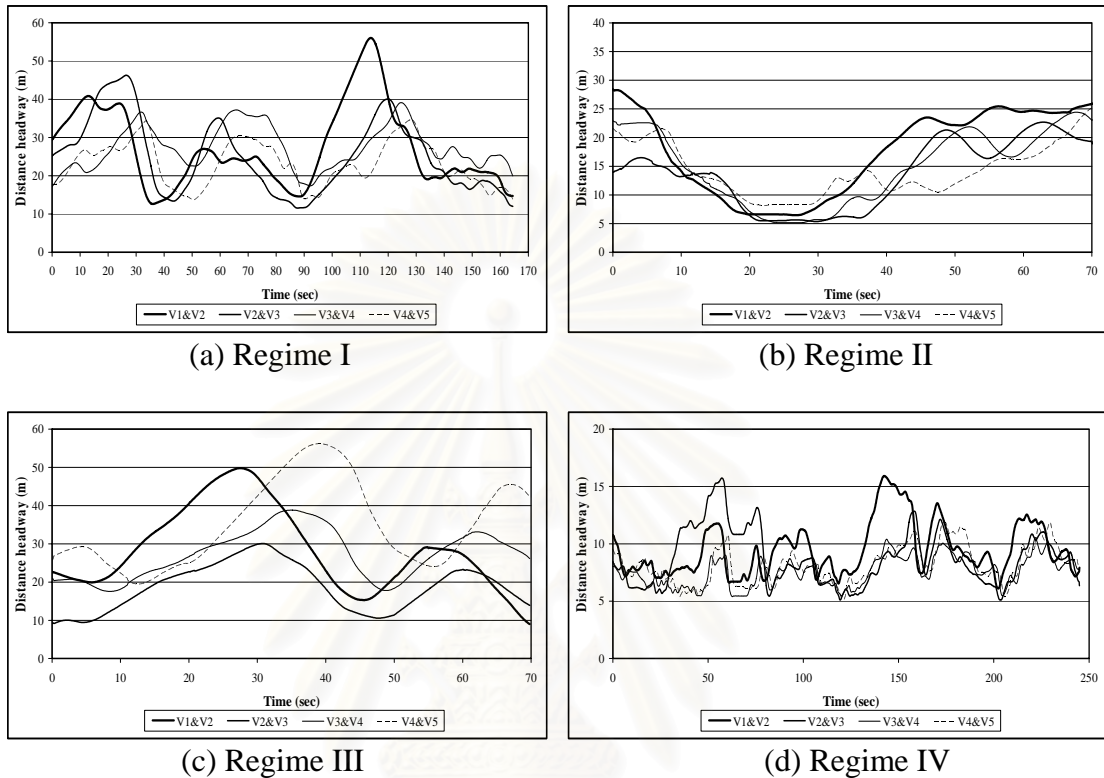 60
50
40
30
20
10
0
Distance headway (m)
0 10 20 30 40 50 60 70 80 90 100 110 120 130 140 150 160 170
Time (sec)
V1&V2 V2&V3 V3&V4 V4&V5
(a) Regime I
40
35
30
25
20
15
10
5
0
Distance headway (m)
0 10 20 30 40 50 60 70
Time (sec)
V1&V2 V2&V3 V3&V4 V4&V5
(b) Regime II
60
50
40
30
20
10
0
Distance headway (m)
0 10 20 30 40 50 60 70
Time (sec)
V1&V2 V2&V3 V3&V4 V4&V5
(c) Regime III
20
15
10
5
0
Distance headway (m)
0 50 100 150 200 250
Time (sec)
V1&V2 V2&V3 V3&V4 V4&V5
(d) Regime IV